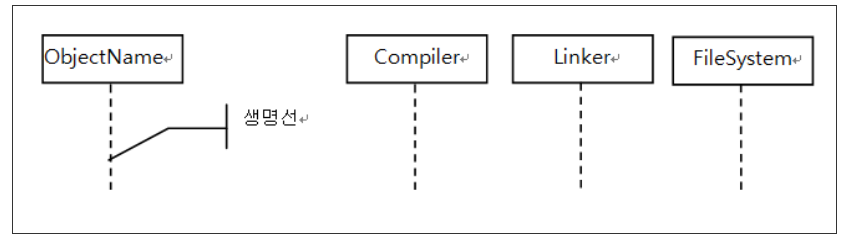 ObjectName
Compiler
Linker
FileSystem
생명선